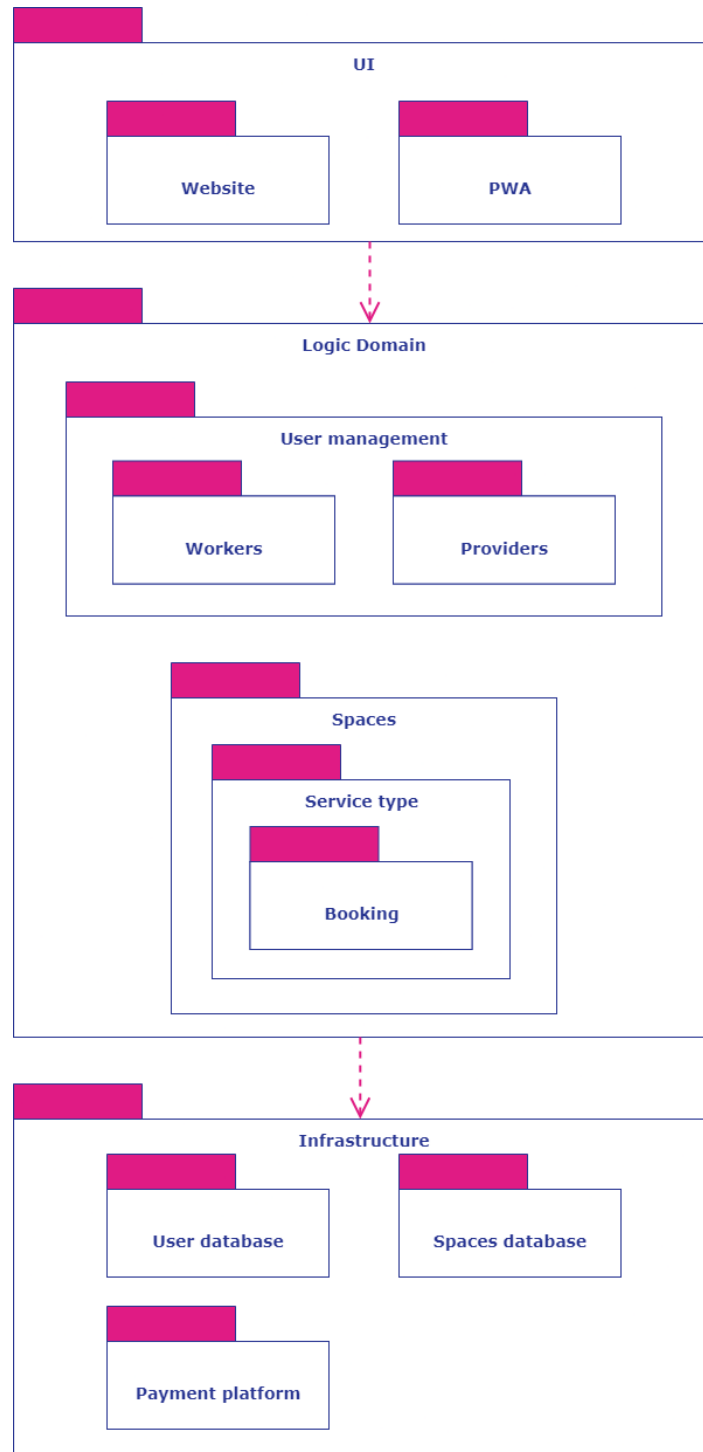 UI
Website
PWA
Logic Domain
User management
Workers
Providers
Spaces
Service type
Booking
Infrastructure
User database
Spaces database
Payment platform